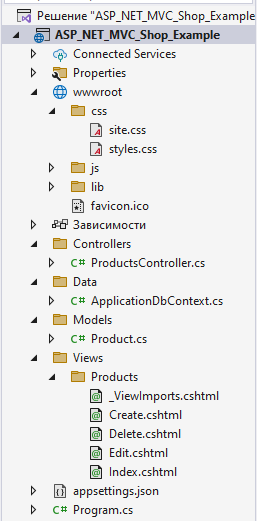 Решение "ASP_NET_MVC_Shop_Example
ASP_NET_MVC_Shop_Example
Connected Services
Properties
wwwroot
css
site.css
styles.css
js
lib
favicon.ico
Зависимости
Controllers
C# ProductsController.cs
Data
C# ApplicationDbContext.cs
Models
C# Product.cs
Views
Products
_ViewImports.cshtml
Create.cshtml
Delete.cshtml
Edit.cshtml
Index.cshtml
appsettings.json
C# Program.cs